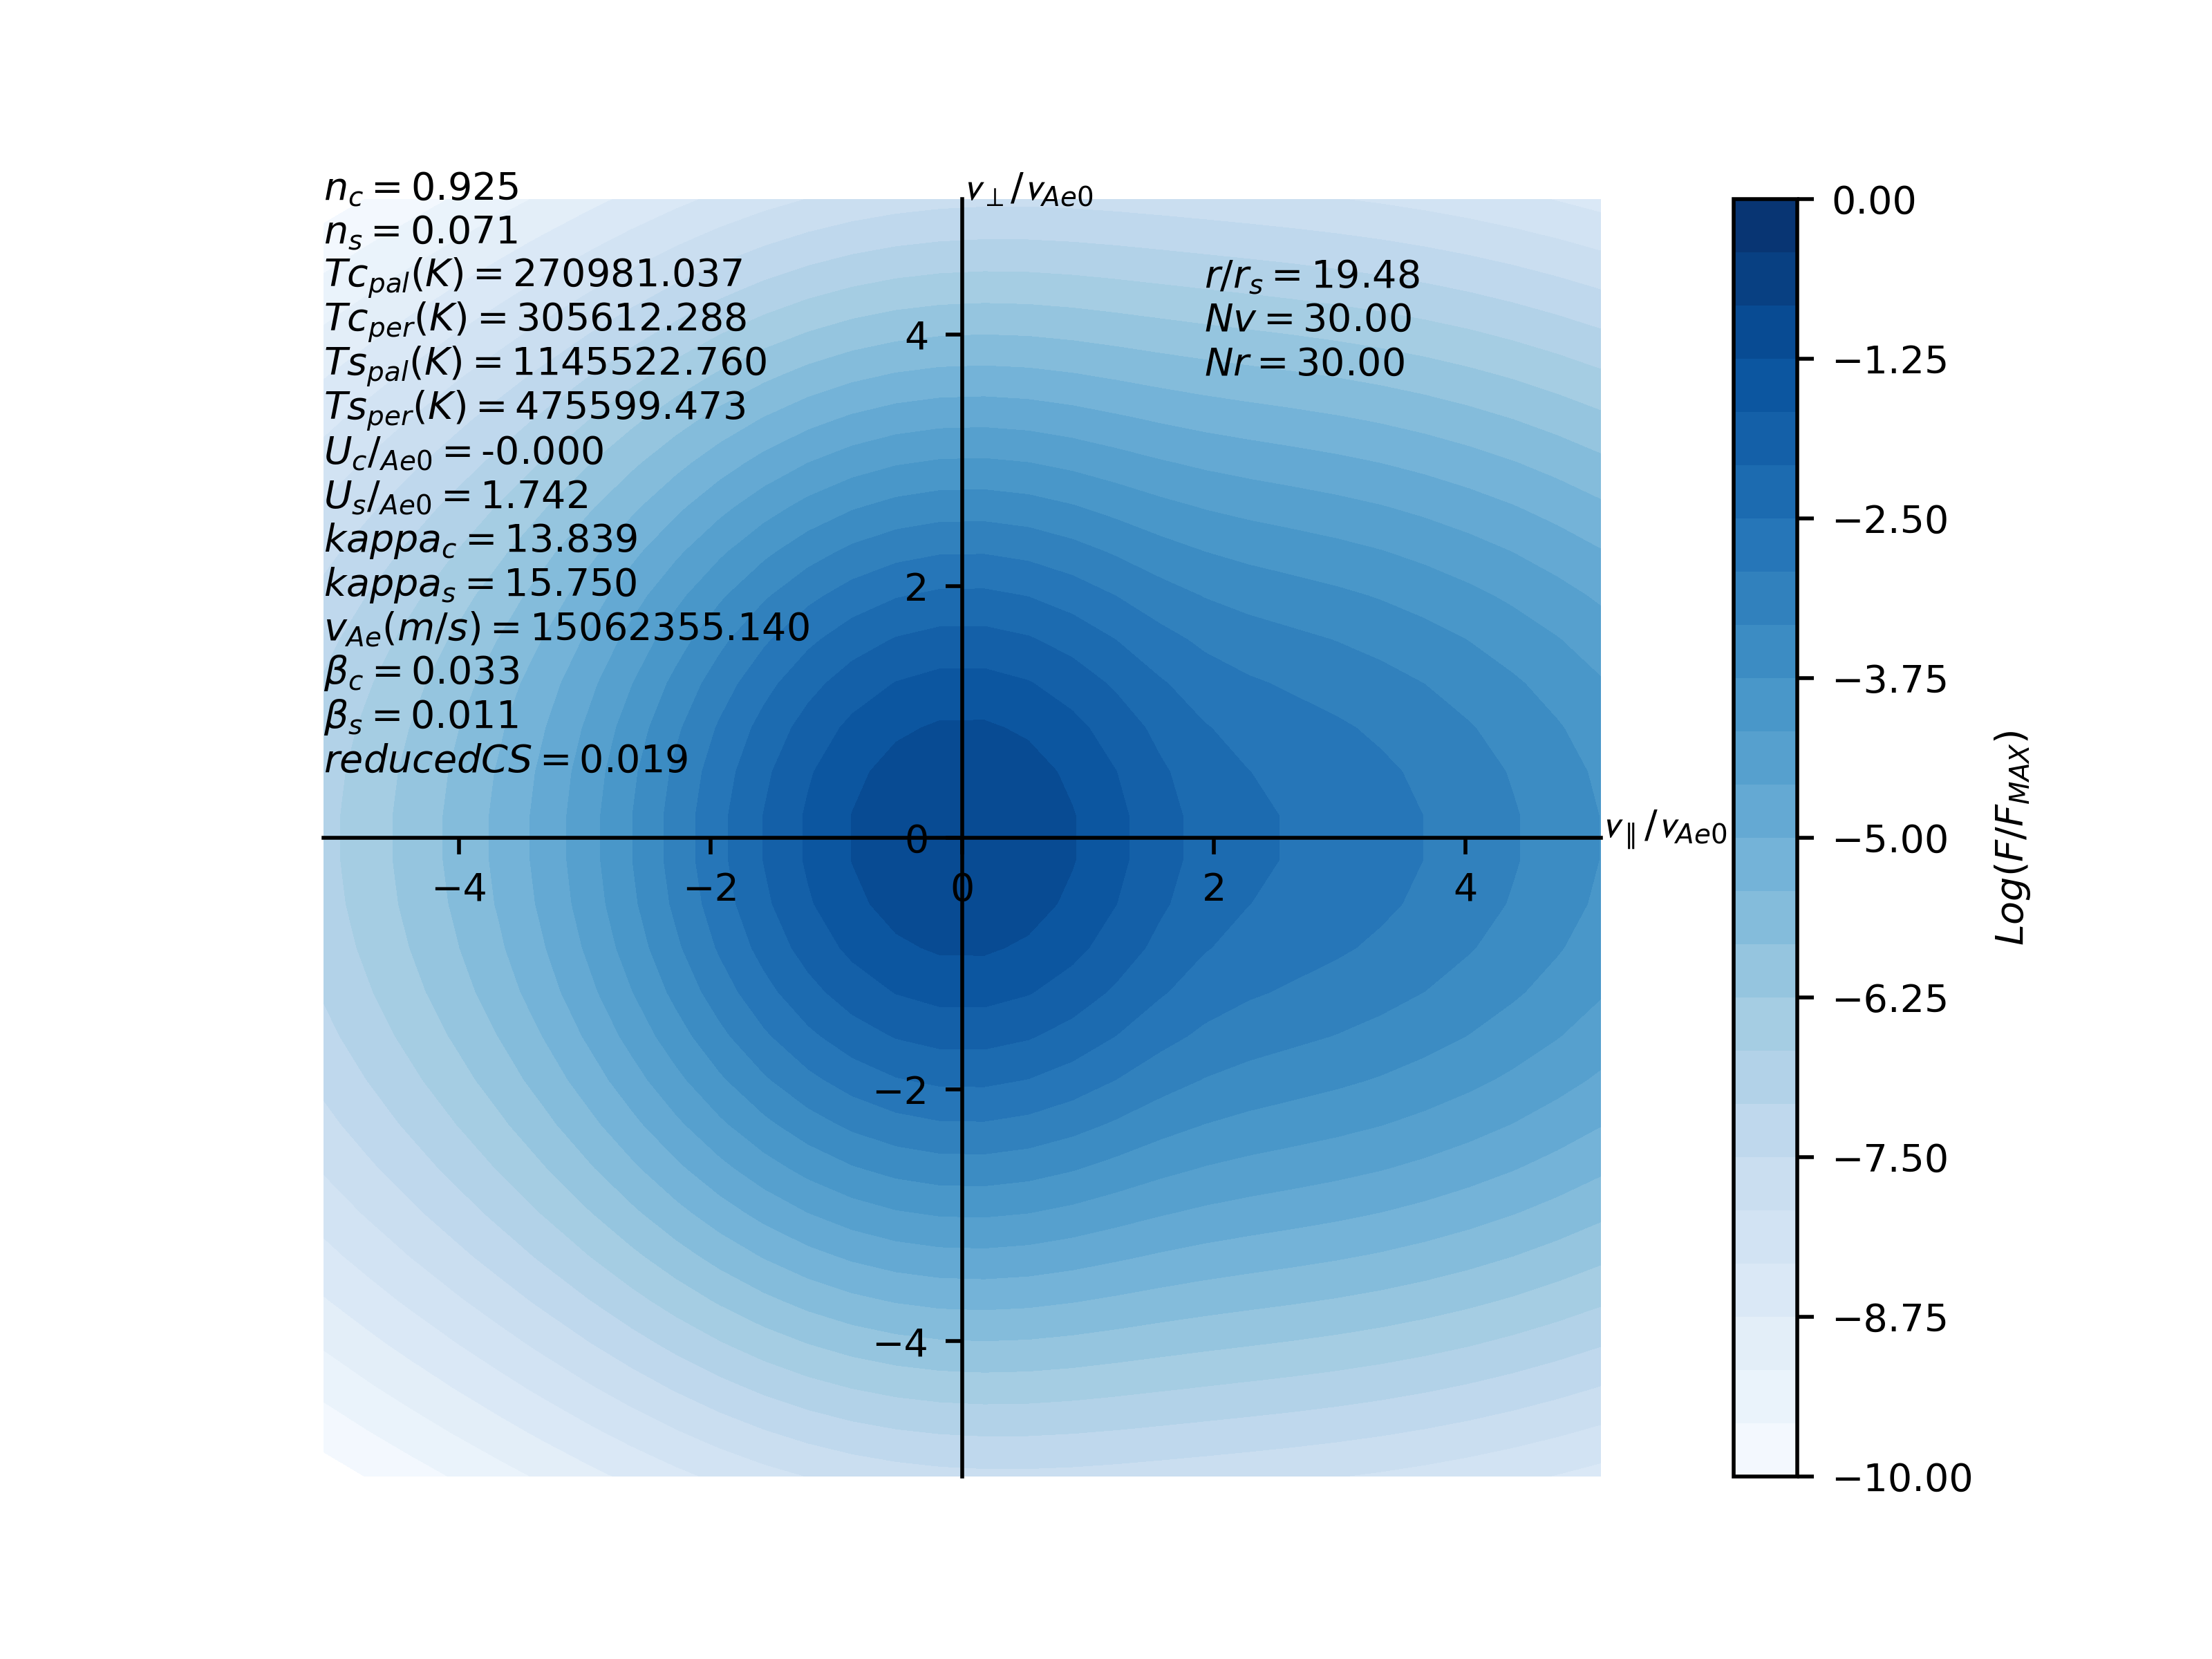 n_c = 0.925
n_s = 0.071
Tc_pal(K) = 270981.037
Tc_per(K) = 305612.288
Ts_pal(K) = 1145522.760
Ts_per(K) = 475599.473
U_c/_Ae0 = -0.000
U_s/_Ae0 = 1.742
kappa_c = 13.839
kappa_s = 15.750
v_Ae(m/s) = 15062355.140
β_c = 0.033
β_s = 0.011
reducedCS = 0.019
v_⊥/v_Ae0
r/r_s = 19.48
Nv = 30.00
Nr = 30.00
4
2
0
−2
−4
−4
−2
0
2
4
v_∥/v_Ae0
0.00
−1.25
−2.50
−3.75
−5.00
−6.25
−7.50
−8.75
−10.00
Log(F/F_MAX)